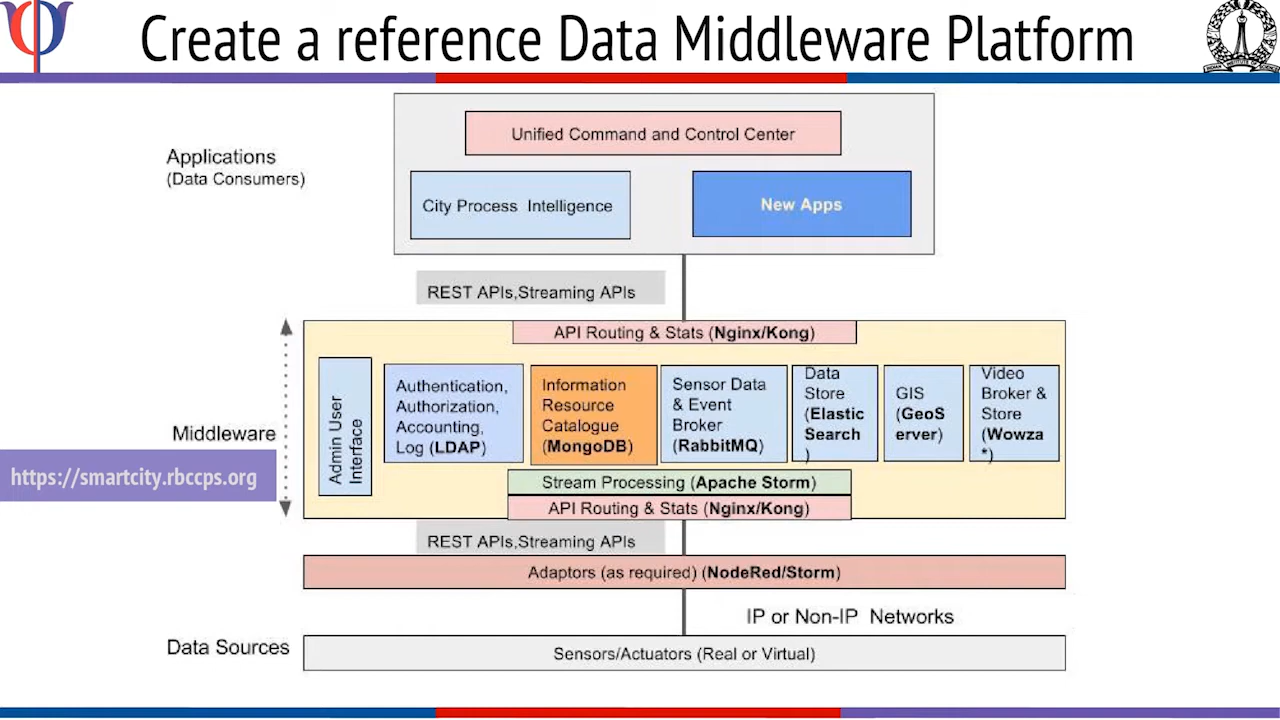 Create a reference Data Middleware Platform
Applications
(Data Consumers)
Unified Command and Control Center
City Process Intelligence
New Apps
REST APIs,Streaming APIs
API Routing & Stats (Nginx/Kong)
Middleware
Admin User
Interface
Authentication,
Authorization,
Accounting,
Log (LDAP)
Information
Resource
Catalogue
(MongoDB)
Sensor Data
& Event
Broker
(RabbitMQ)
Data
Store
(Elastic
Search
)
GIS
(GeoS
erver)
Video
Broker &
Store
(Wowza
*)
https://smartcity.rbccps.org
Stream Processing (Apache Storm)
API Routing & Stats (Nginx/Kong)
REST APIs,Streaming APIs
Adaptors (as required) (NodeRed/Storm)
IP or Non-IP Networks
Data Sources
Sensors/Actuators (Real or Virtual)